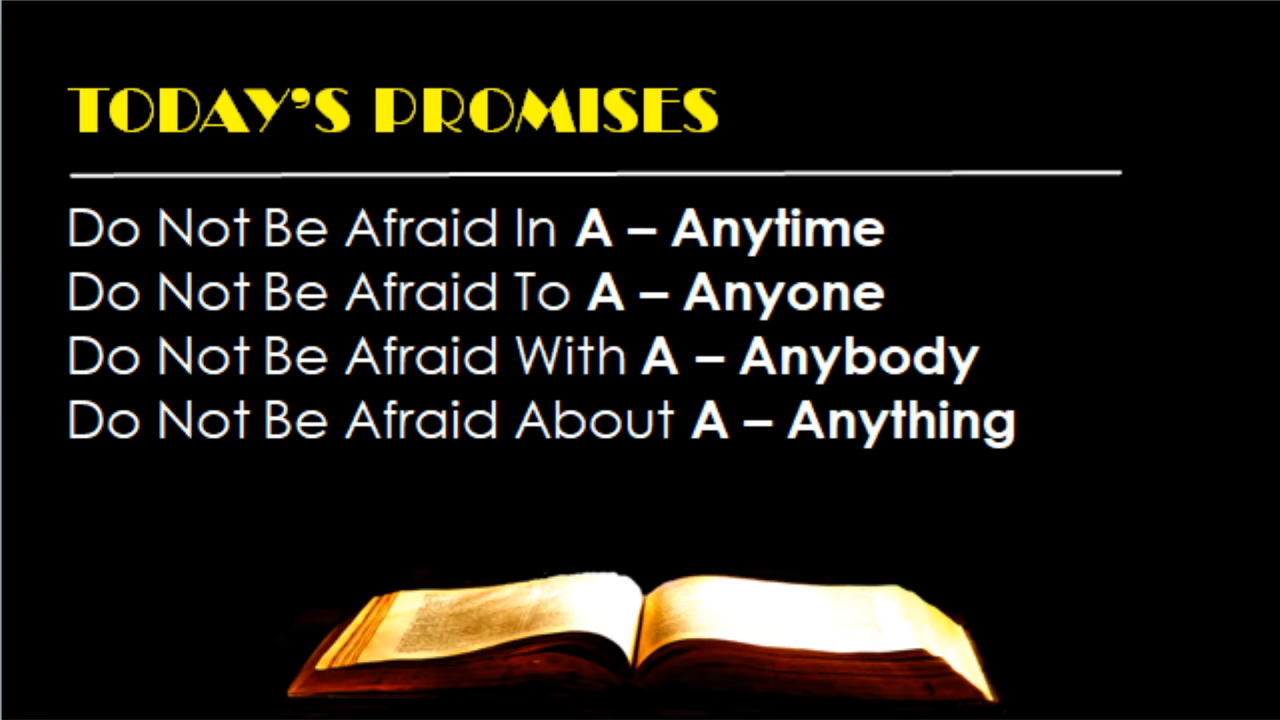 TODAY'S PROMISES
Do Not Be Afraid In A – Anytime
Do Not Be Afraid To A – Anyone
Do Not Be Afraid With A – Anybody
Do Not Be Afraid About A – Anything